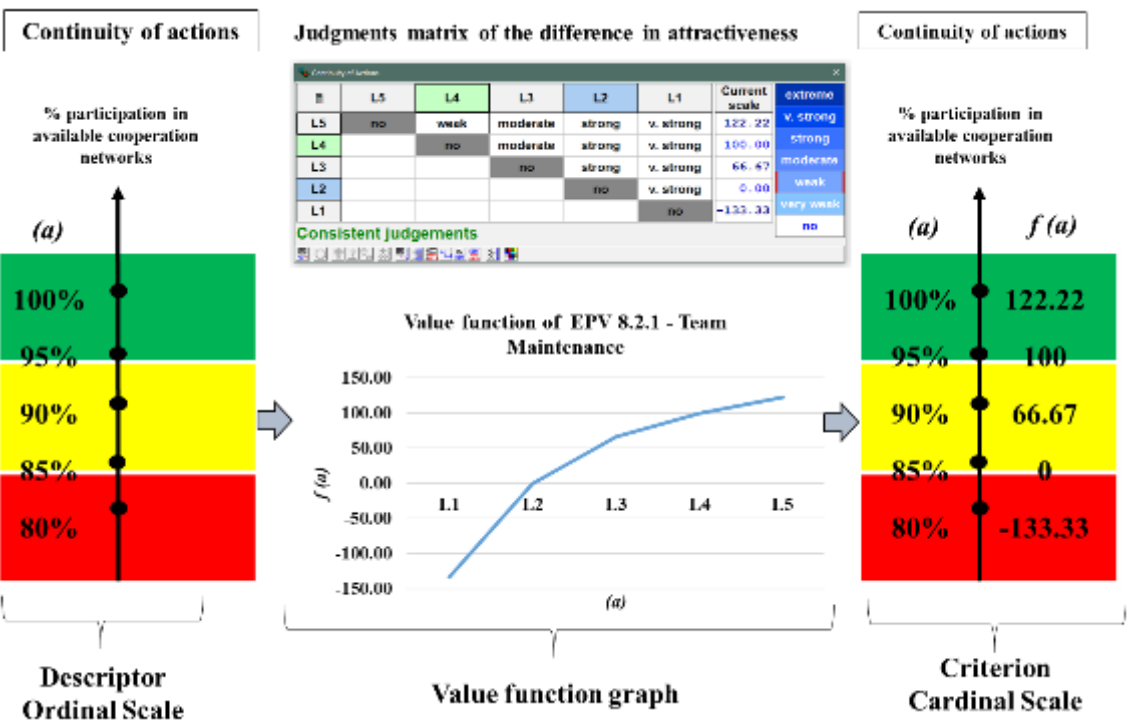 Continuity of actions
% participation in
available cooperation
networks
(a)
100%
95%
90%
85%
80%
Descriptor
Ordinal Scale
Judgments matrix of the difference in attractiveness
Continuity of Actions
L5 L4 L3 L2 L1 Current scale
L5 no weak moderate strong v. strong 122.22
L4 no moderate strong v. strong 100.00
L3 no strong v. strong 66.67
L2 no v. strong 0.00
L1 no -133.33
extreme
v. strong
strong
moderate
weak
very weak
no
Consistent judgements
Value function of EPV 8.2.1 - Team
Maintenance
150.00
100.00
50.00
0.00
-50.00
-100.00
-150.00
f (a)
L1 L2 L3 L4 L5
(a)
Value function graph
Continuity of actions
% participation in
available cooperation
networks
(a) f (a)
100% 122.22
95% 100
90% 66.67
85% 0
80% -133.33
Criterion
Cardinal Scale